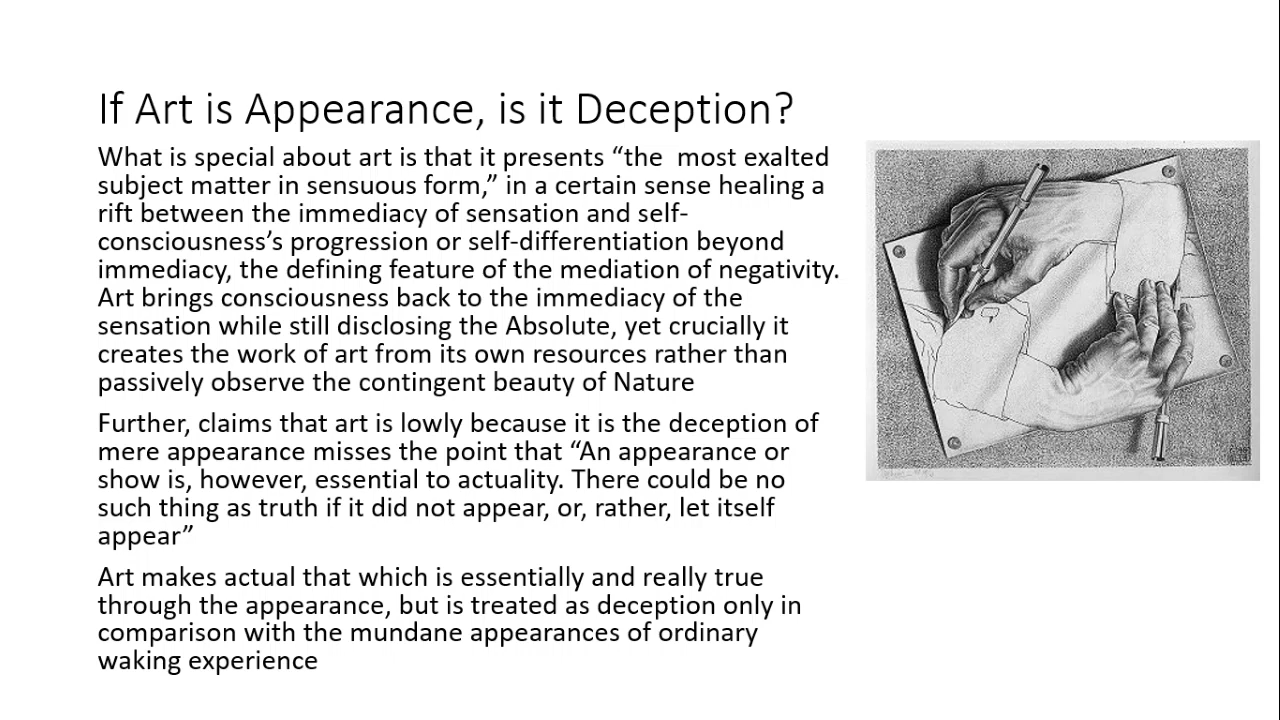 If Art is Appearance, is it Deception?
What is special about art is that it presents “the  most exalted
subject matter in sensuous form,” in a certain sense healing a
rift between the immediacy of sensation and self-
consciousness’s progression or self-differentiation beyond
immediacy, the defining feature of the mediation of negativity.
Art brings consciousness back to the immediacy of the
sensation while still disclosing the Absolute, yet crucially it
creates the work of art from its own resources rather than
passively observe the contingent beauty of Nature
Further, claims that art is lowly because it is the deception of
mere appearance misses the point that “An appearance or
show is, however, essential to actuality. There could be no
such thing as truth if it did not appear, or, rather, let itself
appear”
Art makes actual that which is essentially and really true
through the appearance, but is treated as deception only in
comparison with the mundane appearances of ordinary
waking experience